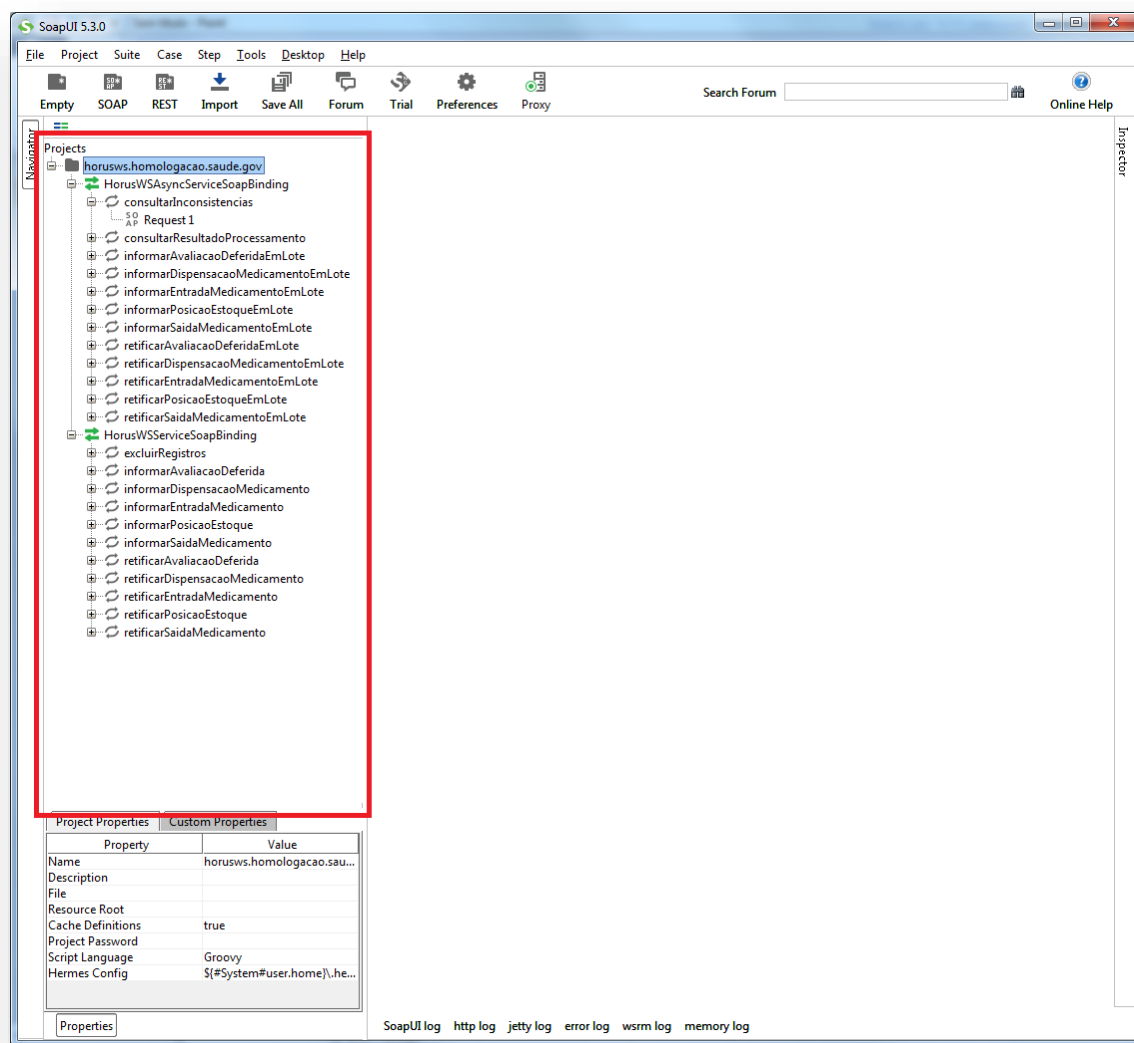 SoapUI 5.3.0
File Project Suite Case Step Tools Desktop Help
Empty SOAP REST Import Save All Forum Trial Preferences Proxy Search Forum Online Help
Navigator
Inspector
Projects
horusws.homologacao.saude.gov
HorusWSAsyncServiceSoapBinding
consultarInconsistencias
SOAP Request 1
consultarResultadoProcessamento
informarAvaliacaoDeferidaEmLote
informarDispensacaoMedicamentoEmLote
informarEntradaMedicamentoEmLote
informarPosicaoEstoqueEmLote
informarSaidaMedicamentoEmLote
retificarAvaliacaoDeferidaEmLote
retificarDispensacaoMedicamentoEmLote
retificarEntradaMedicamentoEmLote
retificarPosicaoEstoqueEmLote
retificarSaidaMedicamentoEmLote
HorusWSServiceSoapBinding
excluirRegistros
informarAvaliacaoDeferida
informarDispensacaoMedicamento
informarEntradaMedicamento
informarPosicaoEstoque
informarSaidaMedicamento
retificarAvaliacaoDeferida
retificarDispensacaoMedicamento
retificarEntradaMedicamento
retificarPosicaoEstoque
retificarSaidaMedicamento
Project Properties Custom Properties
Property Value
Name horusws.homologacao.sau...
Description
File
Resource Root
Cache Definitions true
Project Password
Script Language Groovy
Hermes Config ${#System#user.home}\.he...
Properties
SoapUI log http log jetty log error log wsrm log memory log